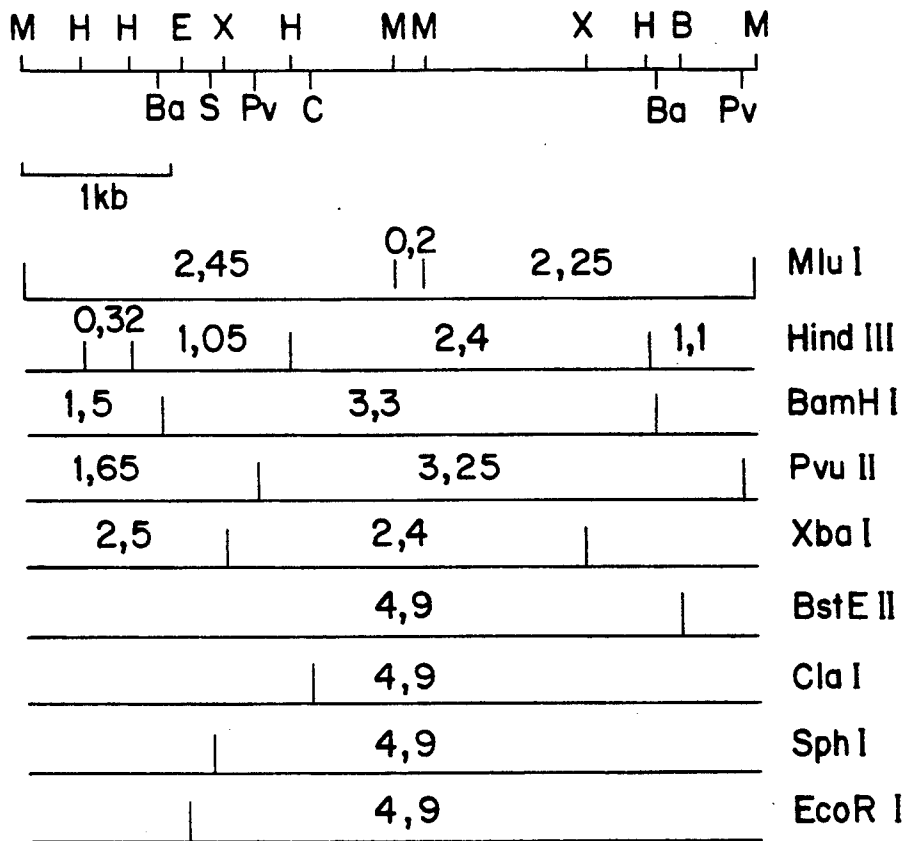 M H H E X H M M X H B M
Ba S Pv C Ba Pv
1kb
2,45 0,2 2,25 Mlu I
0,32 1,05 2,4 1,1 Hind III
1,5 3,3 BamH I
1,65 3,25 Pvu II
2,5 2,4 Xba I
4,9 BstE II
4,9 Cla I
4,9 Sph I
4,9 EcoR I